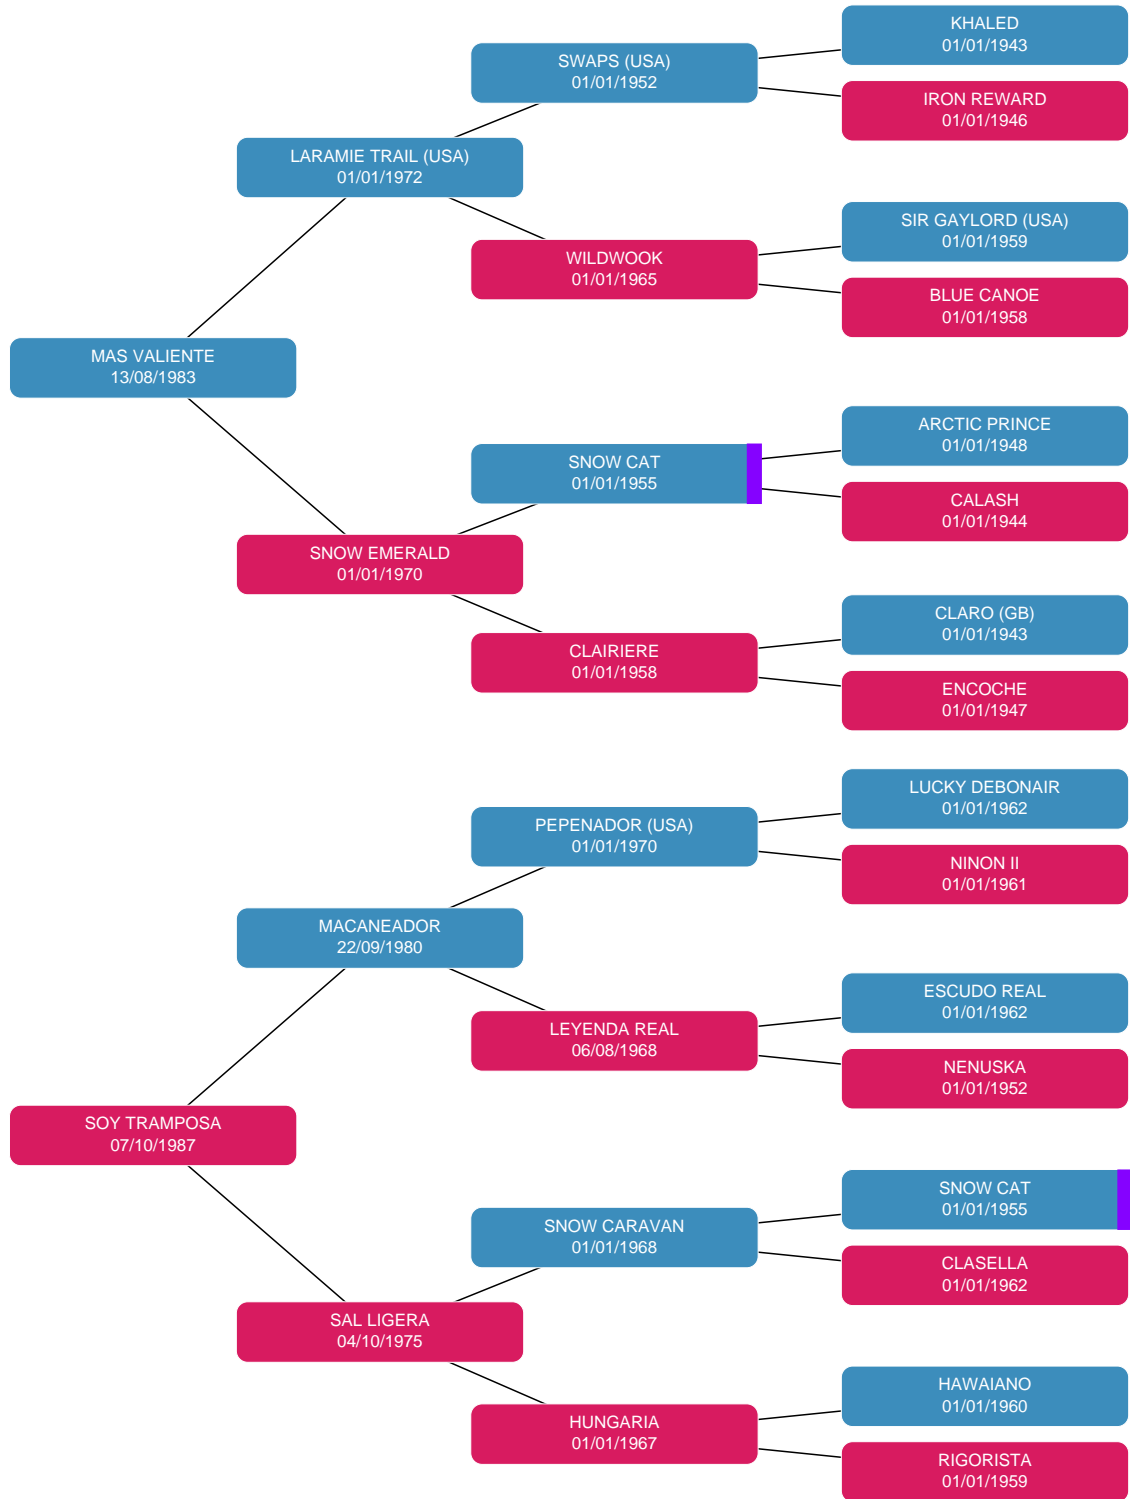 KHALED
01/01/1943
SWAPS (USA)
01/01/1952
IRON REWARD
01/01/1946
LARAMIE TRAIL (USA)
01/01/1972
SIR GAYLORD (USA)
01/01/1959
WILDWOOK
01/01/1965
BLUE CANOE
01/01/1958
MAS VALIENTE
13/08/1983
ARCTIC PRINCE
01/01/1948
SNOW CAT
01/01/1955
CALASH
01/01/1944
SNOW EMERALD
01/01/1970
CLARO (GB)
01/01/1943
CLAIRIERE
01/01/1958
ENCOCHE
01/01/1947
LUCKY DEBONAIR
01/01/1962
PEPENADOR (USA)
01/01/1970
NINON II
01/01/1961
MACANEADOR
22/09/1980
ESCUDO REAL
01/01/1962
LEYENDA REAL
06/08/1968
NENUSKA
01/01/1952
SOY TRAMPOSA
07/10/1987
SNOW CAT
01/01/1955
SNOW CARAVAN
01/01/1968
CLASELLA
01/01/1962
SAL LIGERA
04/10/1975
HAWAIANO
01/01/1960
HUNGARIA
01/01/1967
RIGORISTA
01/01/1959